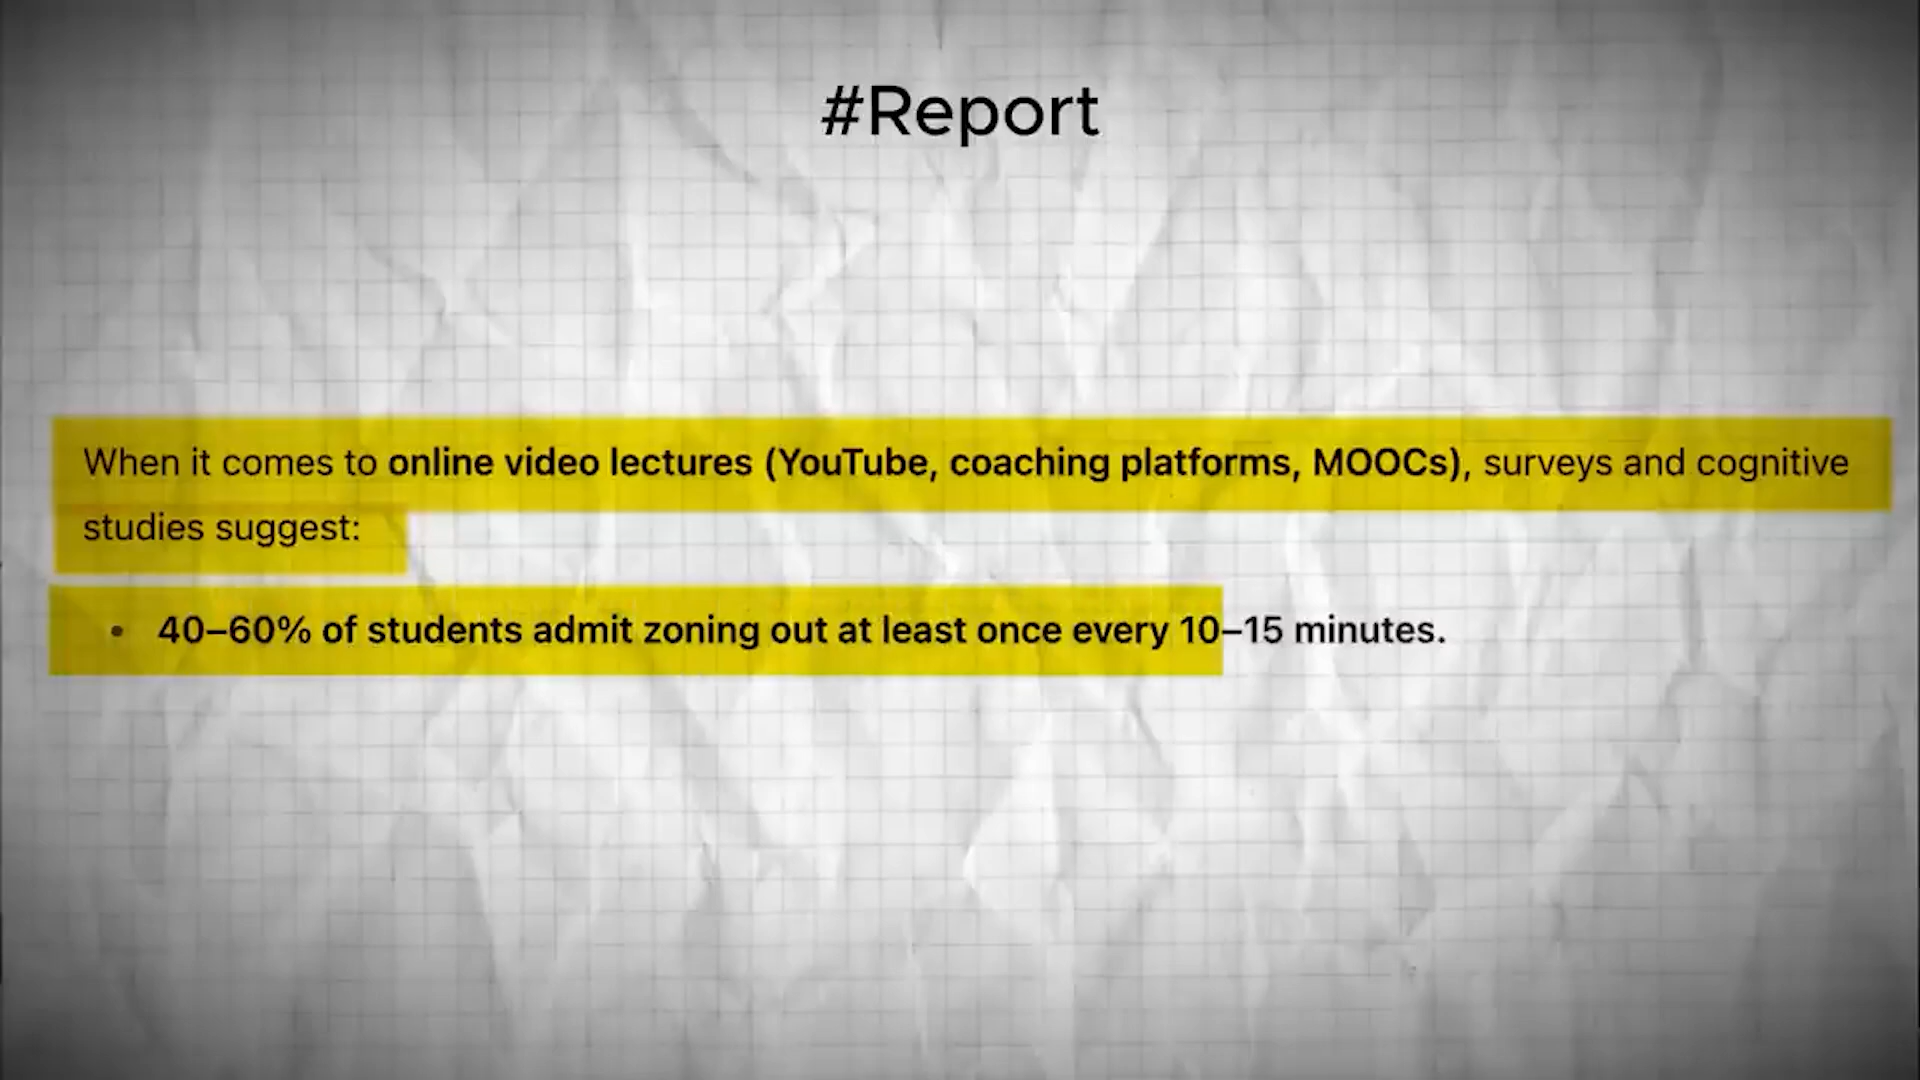 #Report
When it comes to online video lectures (YouTube, coaching platforms, MOOCs), surveys and cognitive
studies suggest:
• 40–60% of students admit zoning out at least once every 10–15 minutes.